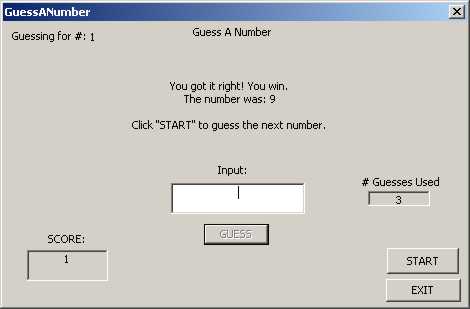 GuessANumber
Guessing for #: 1
Guess A Number
You got it right! You win.
The number was: 9
Click "START" to guess the next number.
Input:
# Guesses Used
3
GUESS
SCORE:
1
START
EXIT